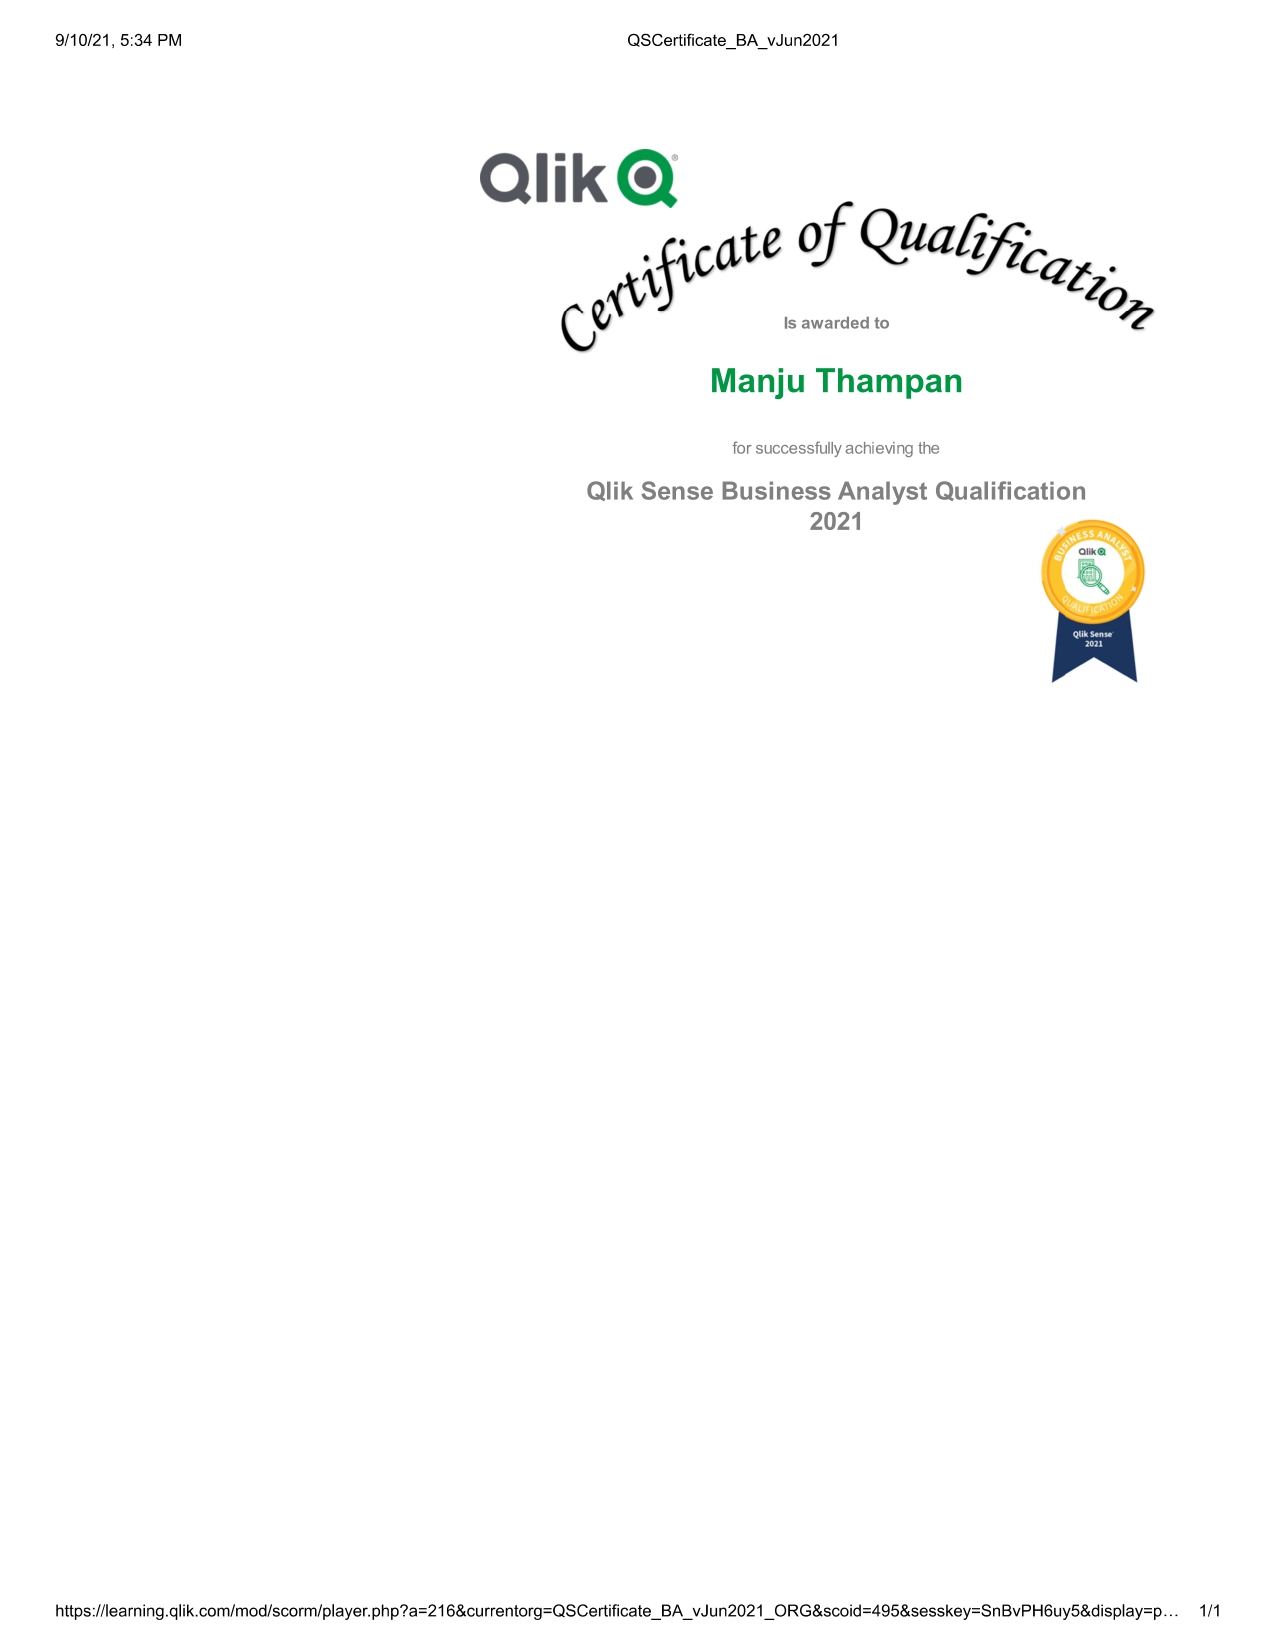 9/10/21, 5:34 PM
QSCertificate_BA_vJun2021
Qlik
Certificate of Qualification
Is awarded to
Manju Thampan
for successfully achieving the
Qlik Sense Business Analyst Qualification
2021
BUSINESS ANALYST
Qlik
QUALIFICATION
Qlik Sense
2021
https://learning.qlik.com/mod/scorm/player.php?a=216&currentorg=QSCertificate_BA_vJun2021_ORG&scoid=495&sesskey=SnBvPH6uy5&display=p…
1/1